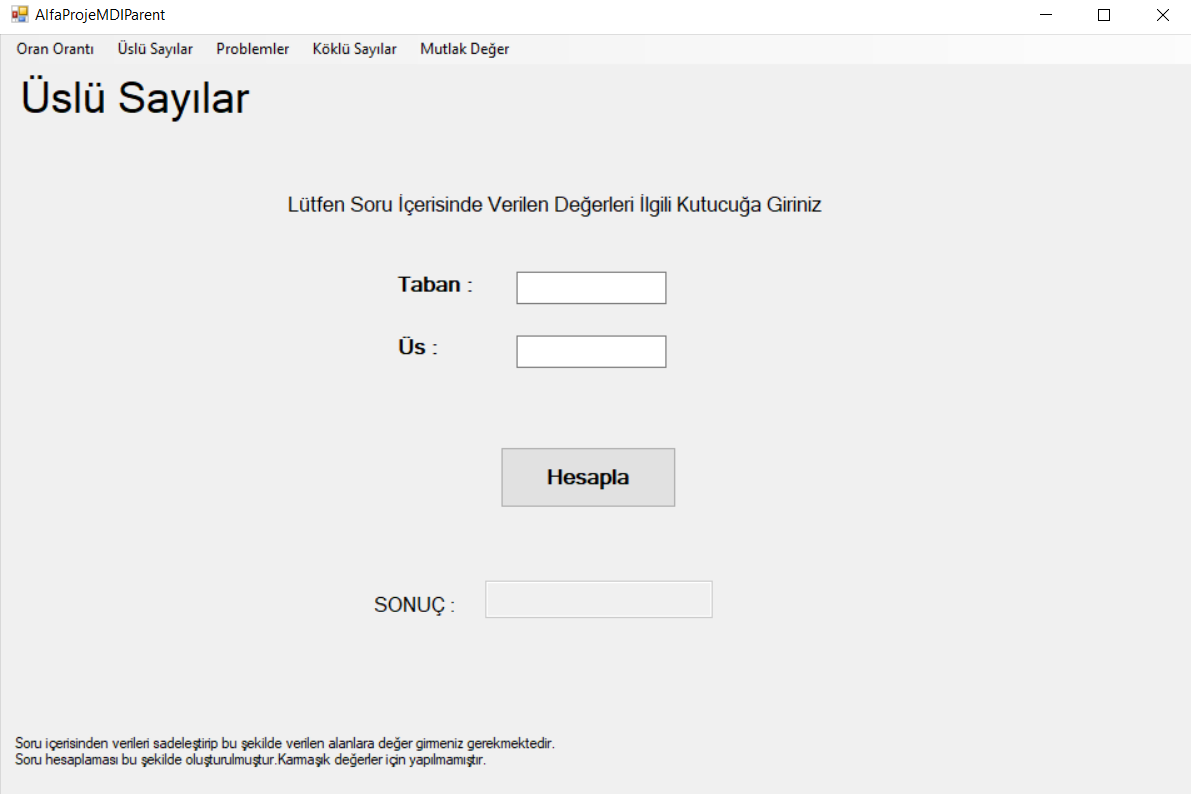 AlfaProjeMDIParent
Oran Orantı Üslü Sayılar Problemler Köklü Sayılar Mutlak Değer
Üslü Sayılar
Lütfen Soru İçerisinde Verilen Değerleri İlgili Kutucuğa Giriniz
Taban :
Üs :
Hesapla
SONUÇ :
Soru içerisinden verileri sadeleştirip bu şekilde verilen alanlara değer girmeniz gerekmektedir.
Soru hesaplaması bu şekilde oluşturulmuştur.Karmaşık değerler için yapılmamıştır.